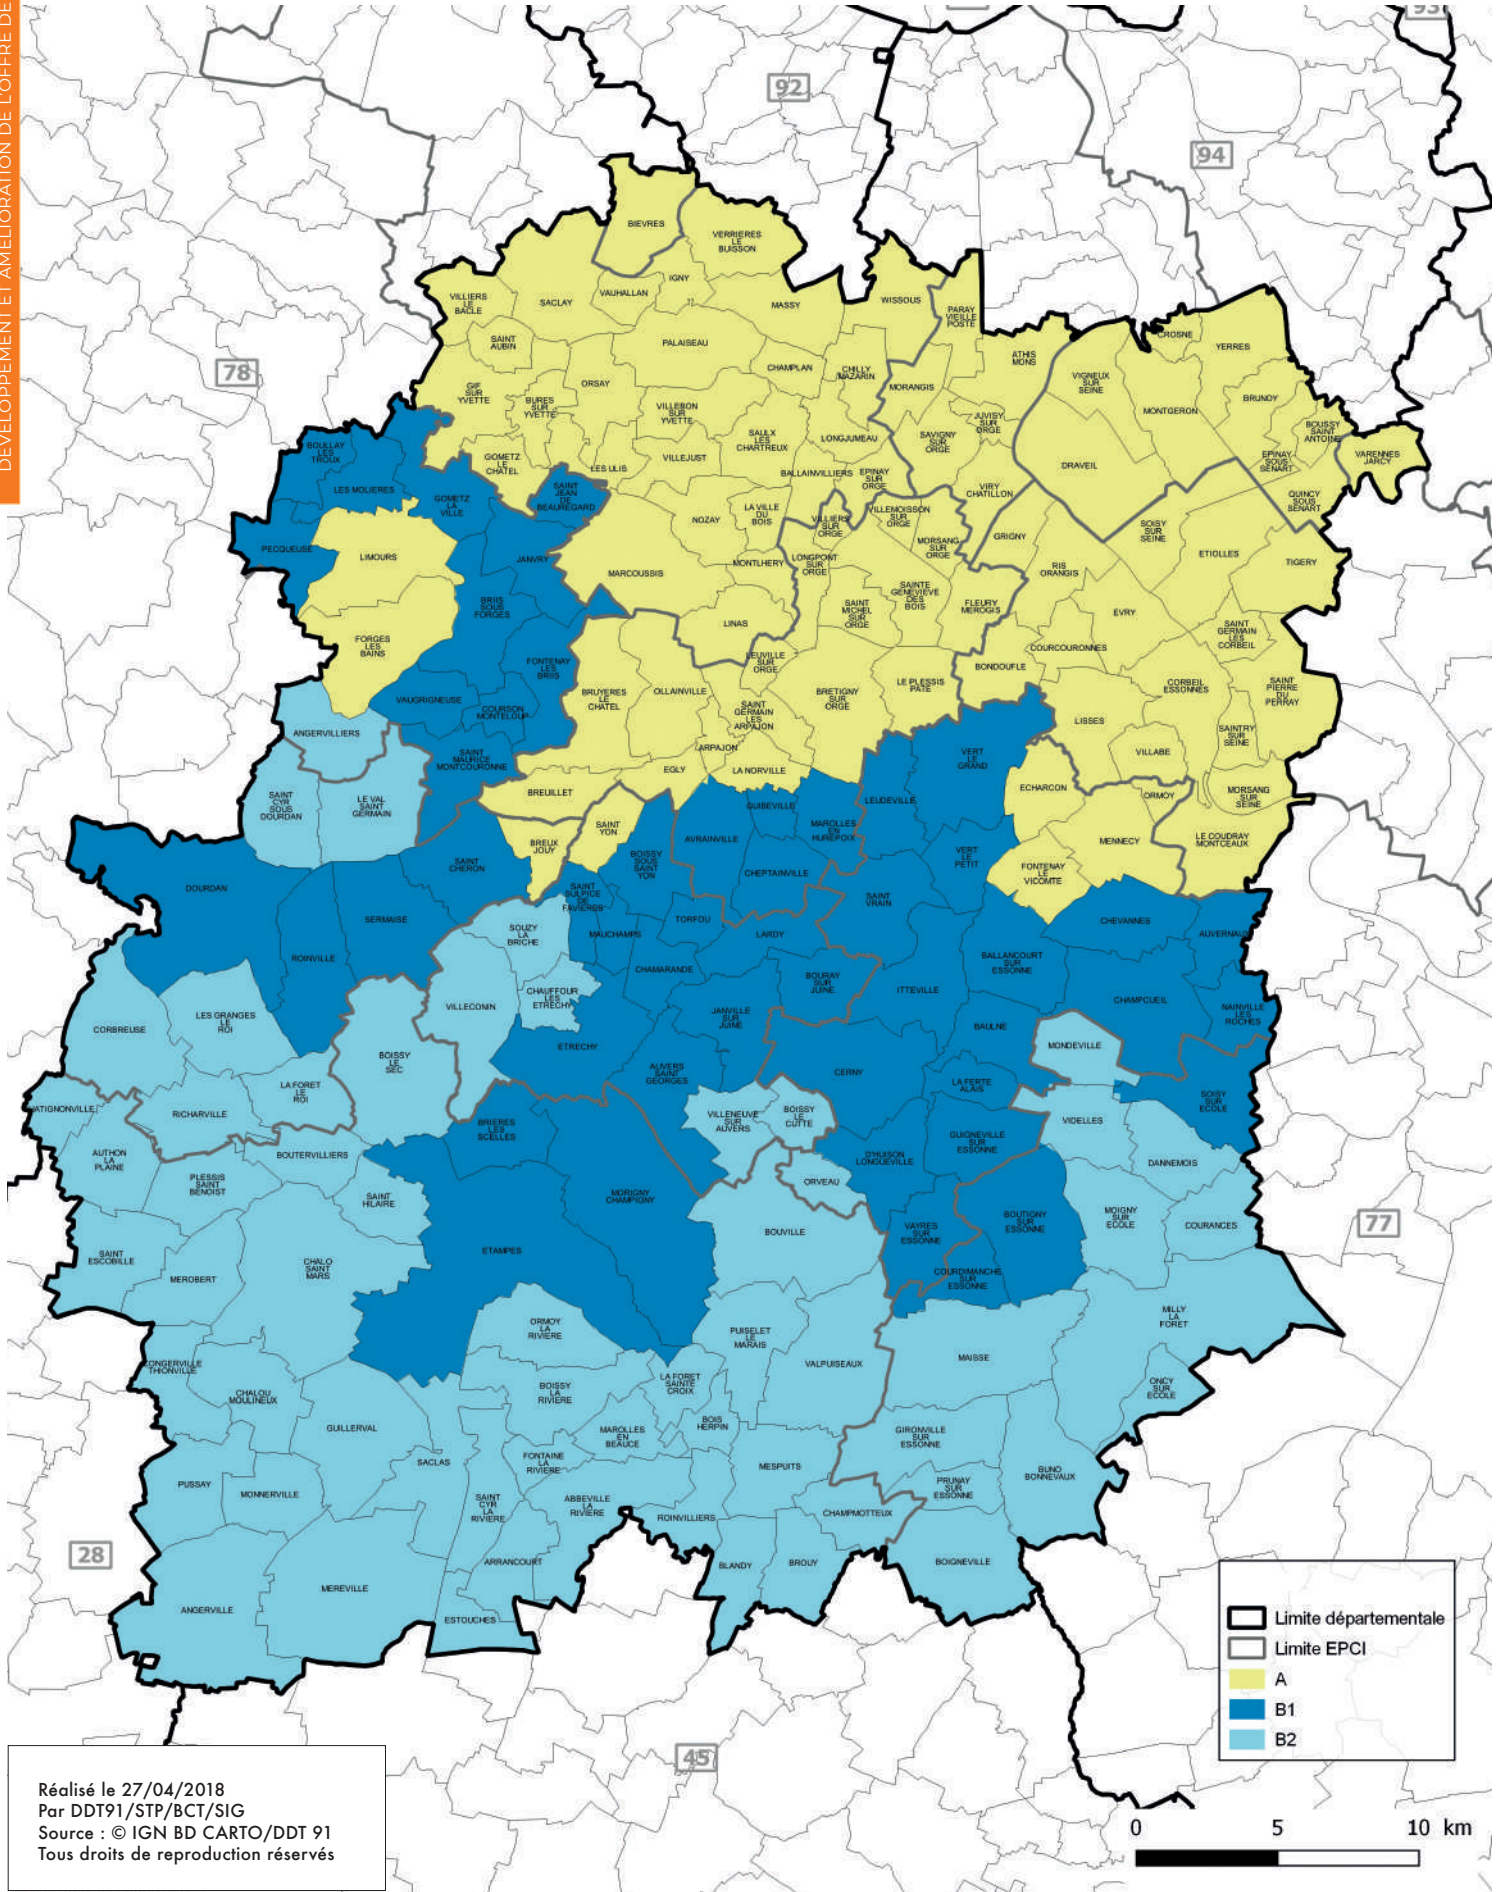 DÉVELOPPEMENT ET AMÉLIORATION DE L'OFFRE DE
93
92
94
78
BIEVRES
VERRIERES
LE
BUISSON
IGNY
VAUHALLAN
SACLAY
VILLIERS
LE
BACLE
MASSY
WISSOUS
PARAY
VIEILLE
POSTE
SAINT
AUBIN
PALAISEAU
CHAMPLAN
CHILLY
MAZARIN
ATHIS
MONS
CROSNE
YERRES
VIGNEUX
SUR
SEINE
MONTGERON
BRUNOY
GIF
SUR
YVETTE
BURES
SUR
YVETTE
ORSAY
VILLEBON
SUR
YVETTE
MORANGIS
SAULX
LES
CHARTREUX
LONGJUMEAU
SAVIGNY
SUR
ORGE
JUVISY
SUR
ORGE
BOUSSY
SAINT
ANTOINE
EPINAY
SOUS
SENART
VARENNES
JARCY
BOULLAY
LES
TROUX
GOMETZ
LE
CHATEL
LES ULIS
VILLEJUST
BALLAINVILLIERS
EPINAY
SUR
ORGE
DRAVEIL
VIRY
CHATILLON
QUINCY
SOUS
SENART
LES MOLIERES
GOMETZ
LA
VILLE
SAINT
JEAN
DE
BEAUREGARD
NOZAY
LA VILLE
DU
BOIS
VILLIERS
SUR
ORGE
VILLEMOISSON
SUR
ORGE
MORSANG
SUR
ORGE
GRIGNY
SOISY
SUR
SEINE
ETIOLLES
TIGERY
PECQUEUSE
LIMOURS
JANVRY
MARCOUSSIS
MONTLHERY
LONGPONT
SUR
ORGE
RIS
ORANGIS
BRIIS
SOUS
FORGES
SAINT
MICHEL
SUR
ORGE
SAINTE
GENEVIEVE
DES
BOIS
FLEURY
MEROGIS
EVRY
LINAS
SAINT
GERMAIN
LES
CORBEIL
FORGES
LES
BAINS
FONTENAY
LES
BRIIS
LEUVILLE
SUR
ORGE
COURCOURONNES
BONDOUFLE
VAUGRIGNEUSE
COURSON
MONTELOUP
BRUYERES
LE
CHATEL
OLLAINVILLE
SAINT
GERMAIN
LES
ARPAJON
BRETIGNY
SUR
ORGE
LE PLESSIS
PATE
CORBEIL
ESSONNES
SAINT
PIERRE
DU
PERRAY
LISSES
ANGERVILLIERS
SAINT
MAURICE
MONTCOURONNE
ARPAJON
EGLY
LA NORVILLE
VERT
LE
GRAND
VILLABE
SAINTRY
SUR
SEINE
SAINT
CYR
SOUS
DOURDAN
LE VAL
SAINT
GERMAIN
BREUILLET
GUIBEVILLE
LEUDEVILLE
ECHARCON
ORMOY
MORSANG
SUR
SEINE
BREUX
JOUY
SAINT
YON
AVRAINVILLE
MAROLLES
EN
HUREPOIX
MENNECY
LE COUDRAY
MONTCEAUX
DOURDAN
SAINT
CHERON
BOISSY
SOUS
SAINT
YON
CHEPTAINVILLE
VERT
LE
PETIT
FONTENAY
LE
VICOMTE
SERMAISE
SAINT
SULPICE
DE
FAVIERES
SAINT
VRAIN
ROINVILLE
SOUZY
LA
BRICHE
MAUCHAMPS
TORFOU
LARDY
CHEVANNES
AUVERNAUX
BALLANCOURT
SUR
ESSONNE
CHAMARANDE
BOURAY
SUR
JUINE
ITTEVILLE
CHAMPCUEIL
NAINVILLE
LES
ROCHES
VILLECONIN
CHAUFFOUR
LES
ETRECHY
JANVILLE
SUR
JUINE
BAULNE
CORBREUSE
LES GRANGES
LE
ROI
ETRECHY
MONDEVILLE
BOISSY
LE
SEC
AUVERS
SAINT
GEORGES
CERNY
LA FERTE
ALAIS
SOISY
SUR
ECOLE
LA FORET
LE
ROI
RICHARVILLE
ATIGNONVILLE
VILLENEUVE
SUR
AUVERS
BOISSY
LE
CUTTE
VIDELLES
BRIERES
LES
SCELLES
GUIGNEVILLE
SUR
ESSONNE
AUTHON
LA
PLAINE
BOUTERVILLIERS
D'HUISON
LONGUEVILLE
DANNEMOIS
PLESSIS
SAINT
BENOIST
SAINT
HILAIRE
MORIGNY
CHAMPIGNY
ORVEAU
BOUTIGNY
SUR
ESSONNE
MOIGNY
SUR
ECOLE
COURANCES
77
BOUVILLE
VAYRES
SUR
ESSONNE
SAINT
ESCOBILLE
MEROBERT
CHALO
SAINT
MARS
ETAMPES
COURDIMANCHE
SUR
ESSONNE
MILLY
LA
FORET
ORMOY
LA
RIVIERE
PUISELET
LE
MARAIS
VALPUISEAUX
MAISSE
CONGERVILLE
THIONVILLE
CHALOU
MOULINEUX
BOISSY
LA
RIVIERE
LA FORET
SAINTE
CROIX
ONCY
SUR
ECOLE
GUILLERVAL
MAROLLES
EN
BEAUCE
BOIS
HERPIN
GIRONVILLE
SUR
ESSONNE
SACLAS
FONTAINE
LA
RIVIERE
MESPUITS
BUNO
BONNEVAUX
PUSSAY
MONNERVILLE
SAINT
CYR
LA
RIVIERE
ABBEVILLE
LA
RIVIERE
ROINVILLIERS
PRUNAY
SUR
ESSONNE
CHAMPMOTTEUX
28
ARRANCOURT
BLANDY
BROUY
BOIGNEVILLE
MEREVILLE
ANGERVILLE
ESTOUCHES
45
Limite départementale
Limite EPCI
A
B1
B2
Réalisé le 27/04/2018
Par DDT91/STP/BCT/SIG
Source : © IGN BD CARTO/DDT 91
Tous droits de reproduction réservés
0 5 10 km